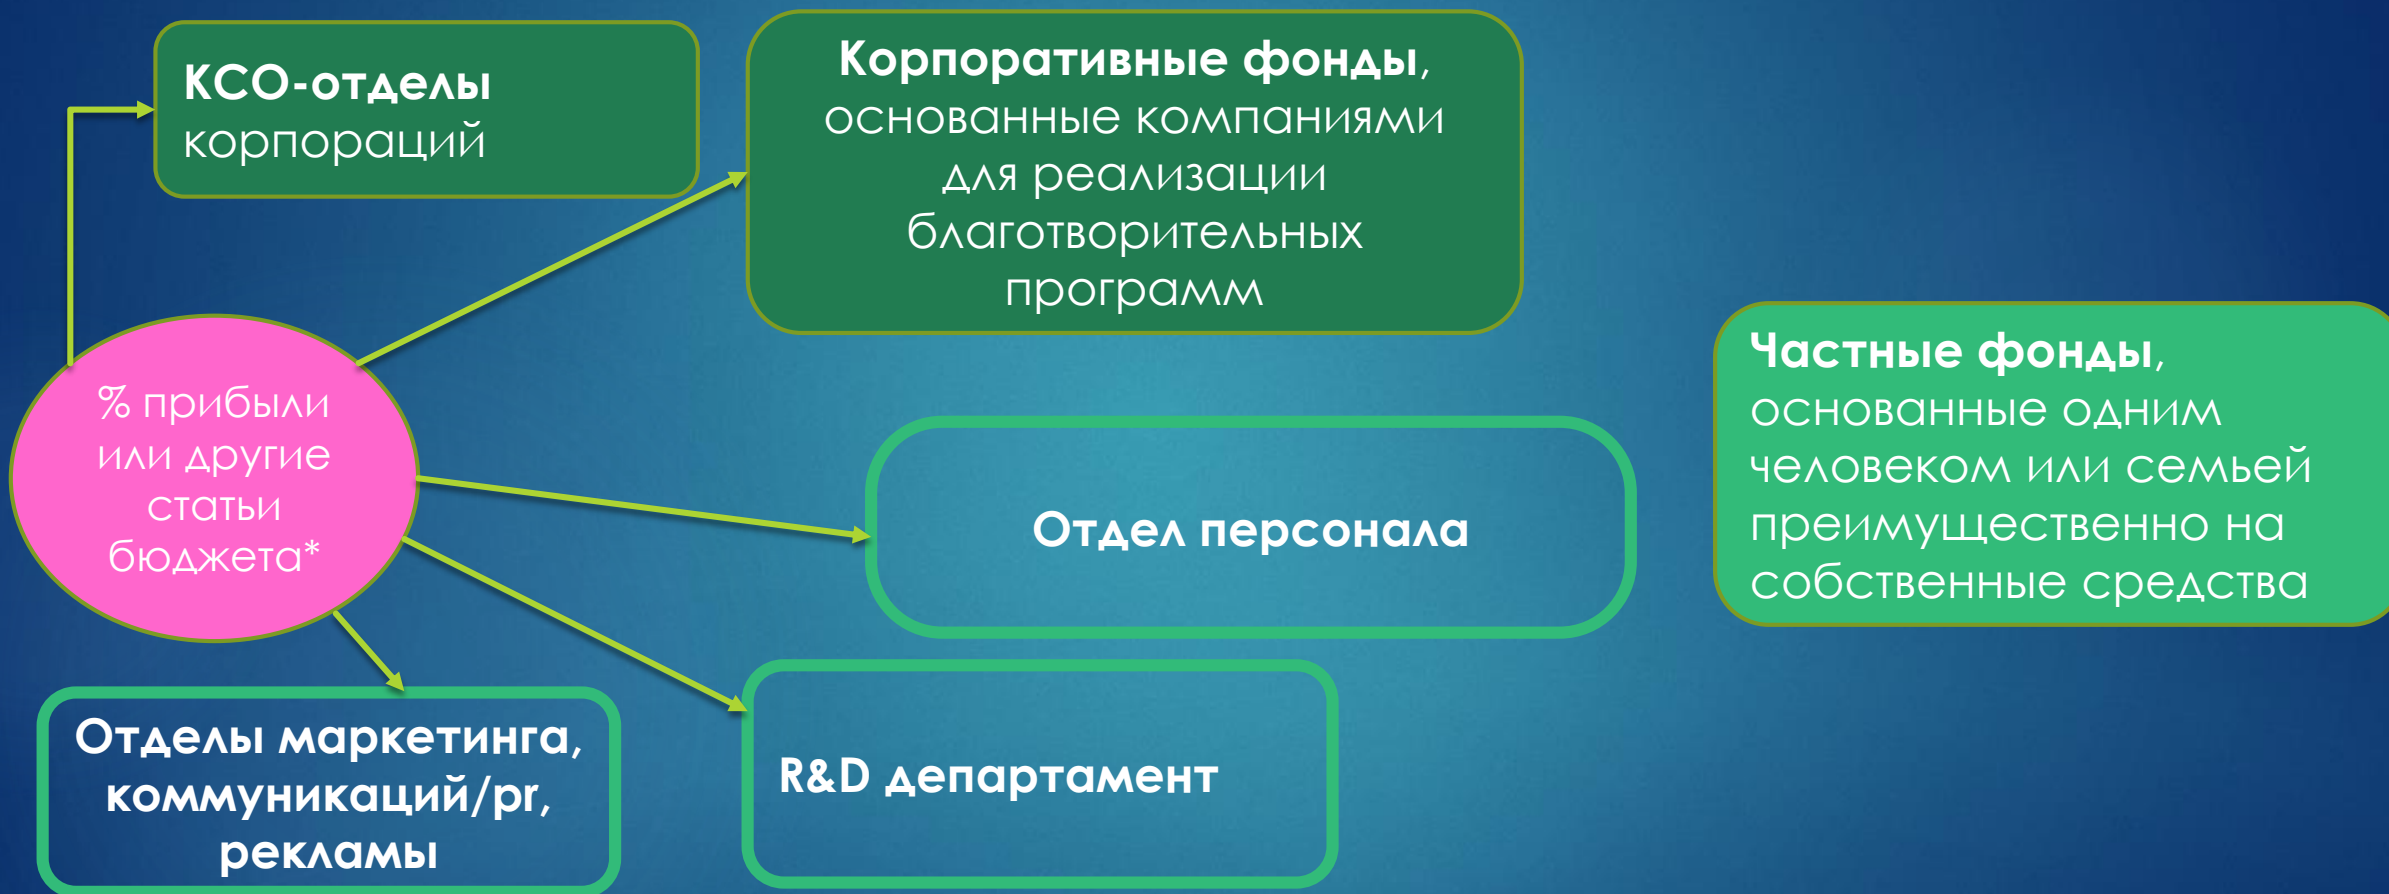 КСО-отделы
корпораций
Корпоративные фонды,
основанные компаниями
для реализации
благотворительных
программ
Частные фонды,
основанные одним
человеком или семьей
преимущественно на
собственные средства
% прибыли
или другие
статьи
бюджета*
Отдел персонала
Отделы маркетинга,
коммуникаций/pr,
рекламы
R&D департамент